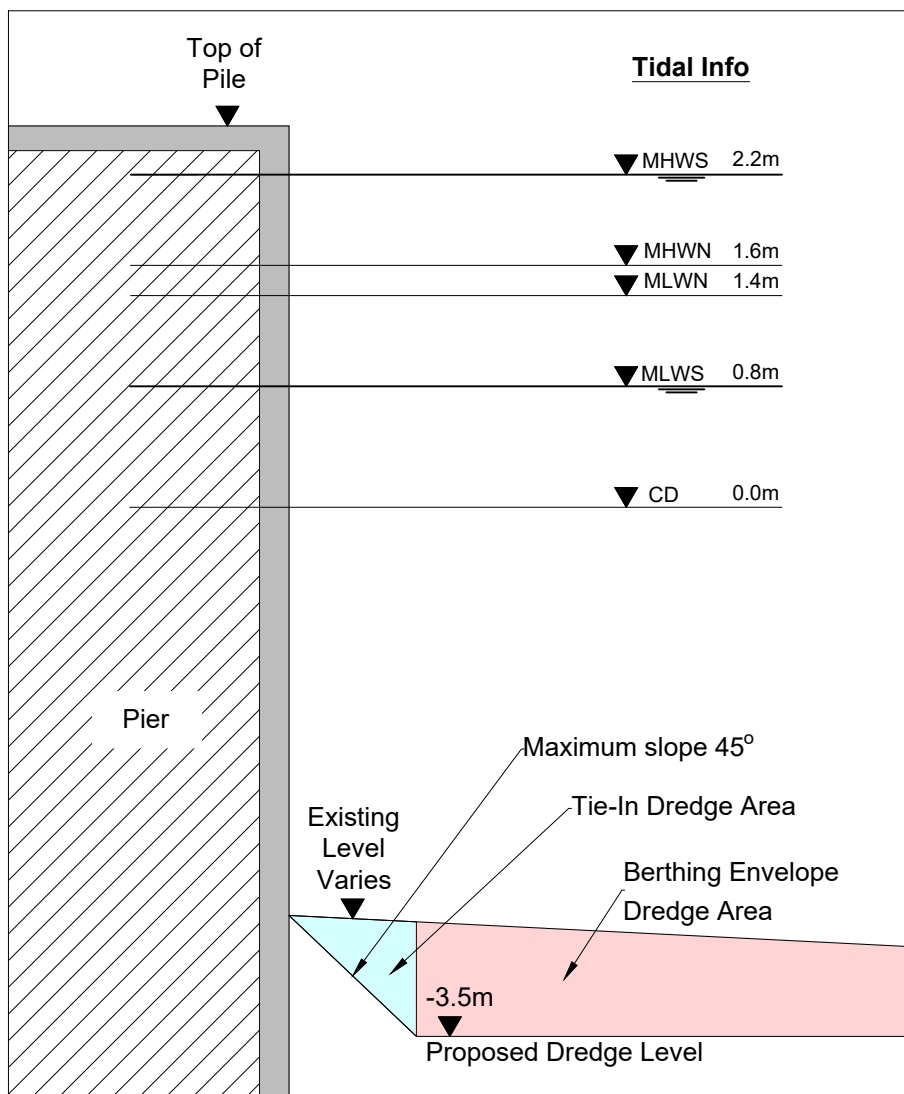 Top of
Pile
Tidal Info
MHWS 2.2m
MHWN 1.6m
MLWN 1.4m
MLWS 0.8m
CD 0.0m
Pier
Maximum slope 45°
Tie-In Dredge Area
Existing
Level
Varies
Berthing Envelope
Dredge Area
-3.5m
Proposed Dredge Level